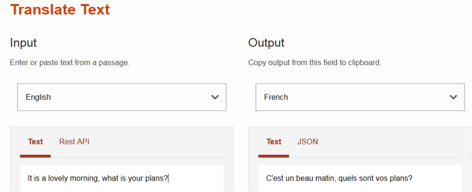 Translate Text
Input Output
Enter or paste text from a passage. Copy output from this field to clipboard.
English French
Text Rest API Text JSON
It is a lovely morning, what is your plans? C'est un beau matin, quels sont vos plans?